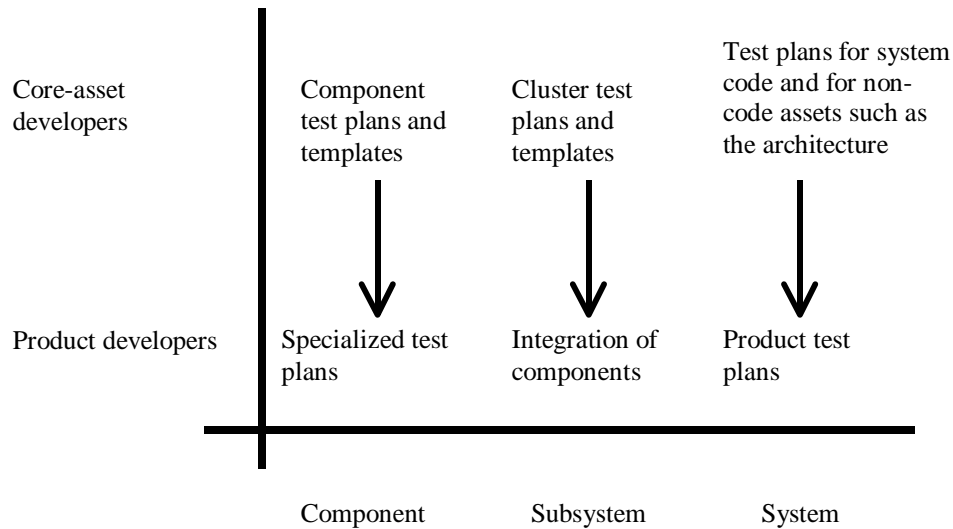 Core-asset
developers
Component
test plans and
templates
Cluster test
plans and
templates
Test plans for system
code and for non-
code assets such as
the architecture
Product developers
Specialized test
plans
Integration of
components
Product test
plans
Component
Subsystem
System